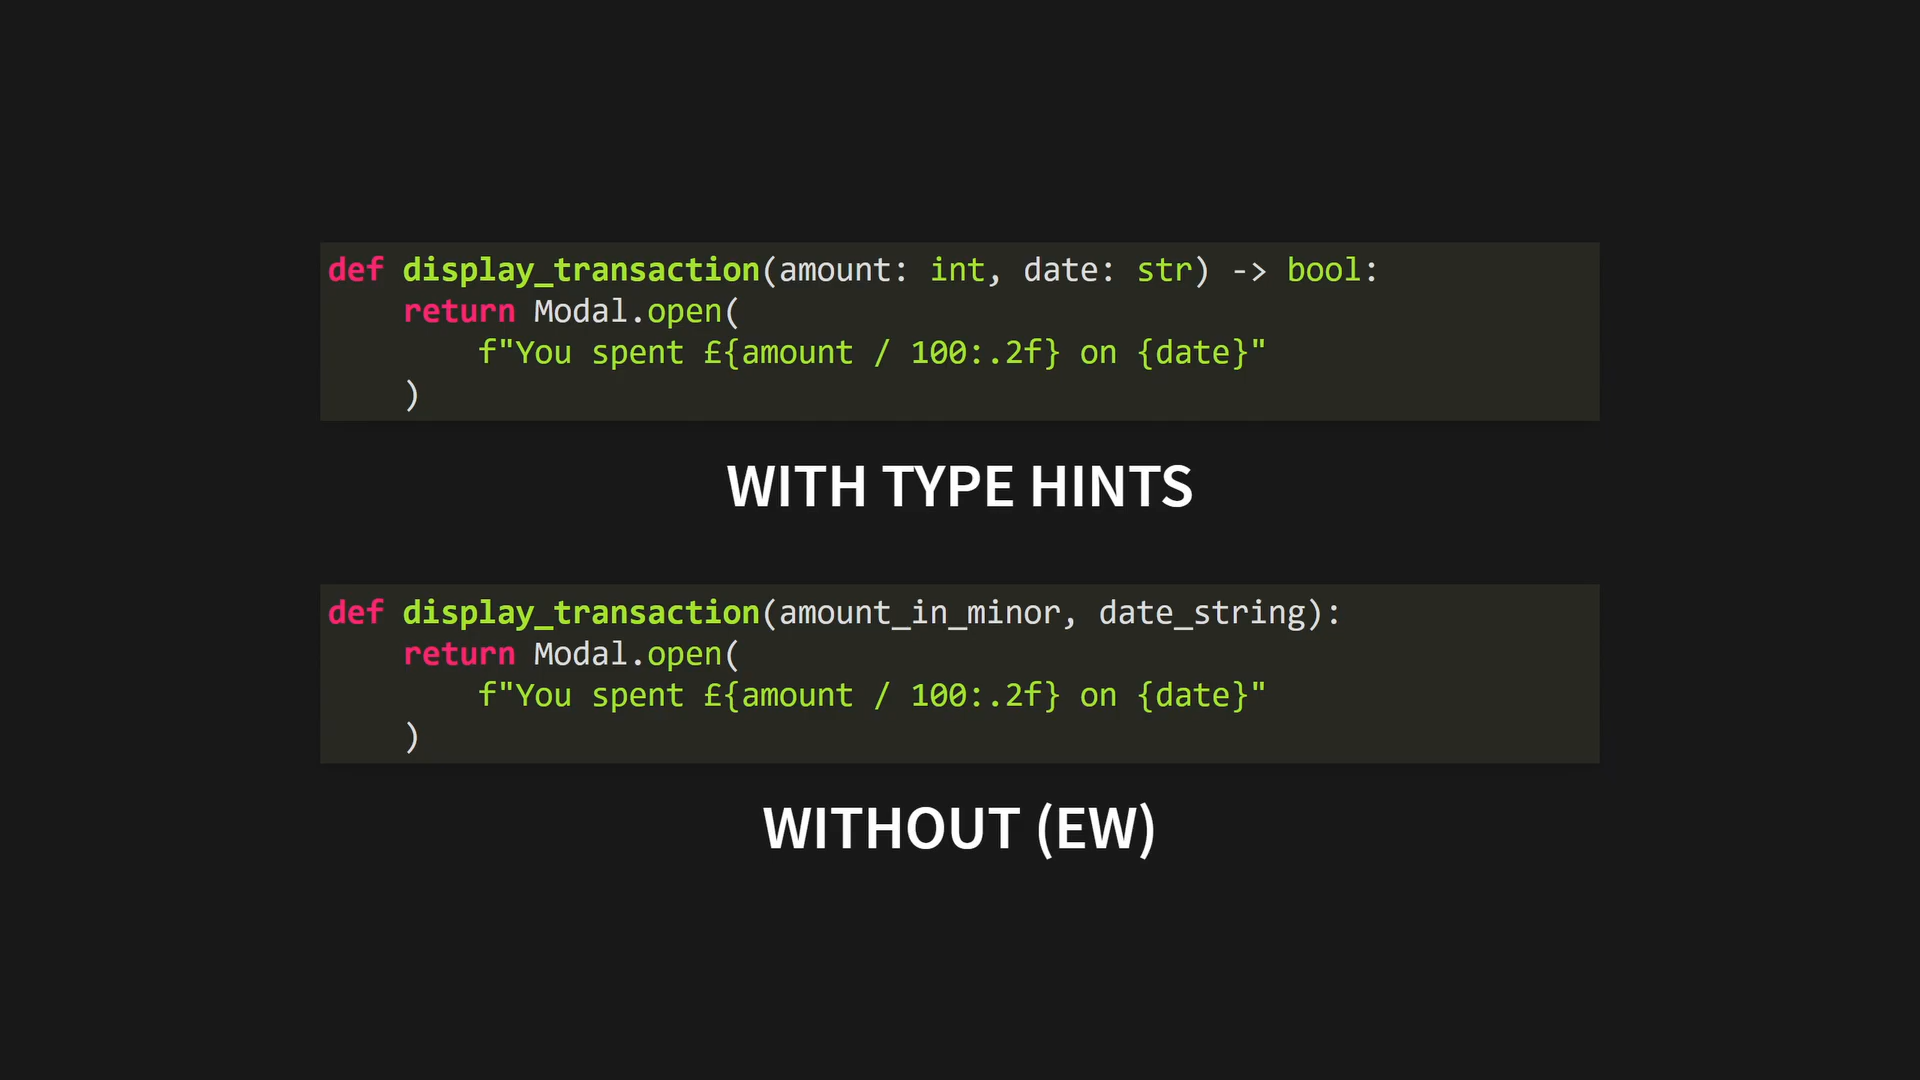 def display_transaction(amount: int, date: str) -> bool:
    return Modal.open(
        f"You spent £{amount / 100:.2f} on {date}"
    )
WITH TYPE HINTS
def display_transaction(amount_in_minor, date_string):
    return Modal.open(
        f"You spent £{amount / 100:.2f} on {date}"
    )
WITHOUT (EW)